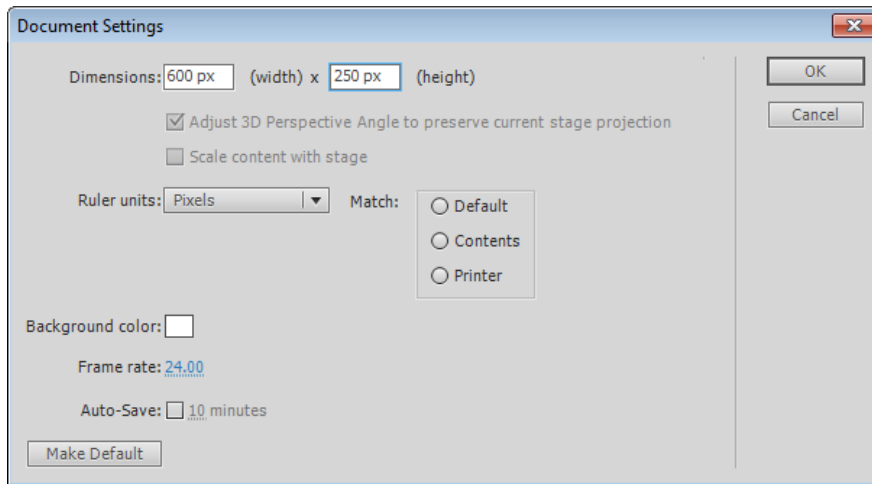 Document Settings
Dimensions: 600 px (width) x 250 px (height)
OK
Cancel
Adjust 3D Perspective Angle to preserve current stage projection
Scale content with stage
Ruler units: Pixels Match:
Default
Contents
Printer
Background color:
Frame rate: 24.00
Auto-Save: 10 minutes
Make Default